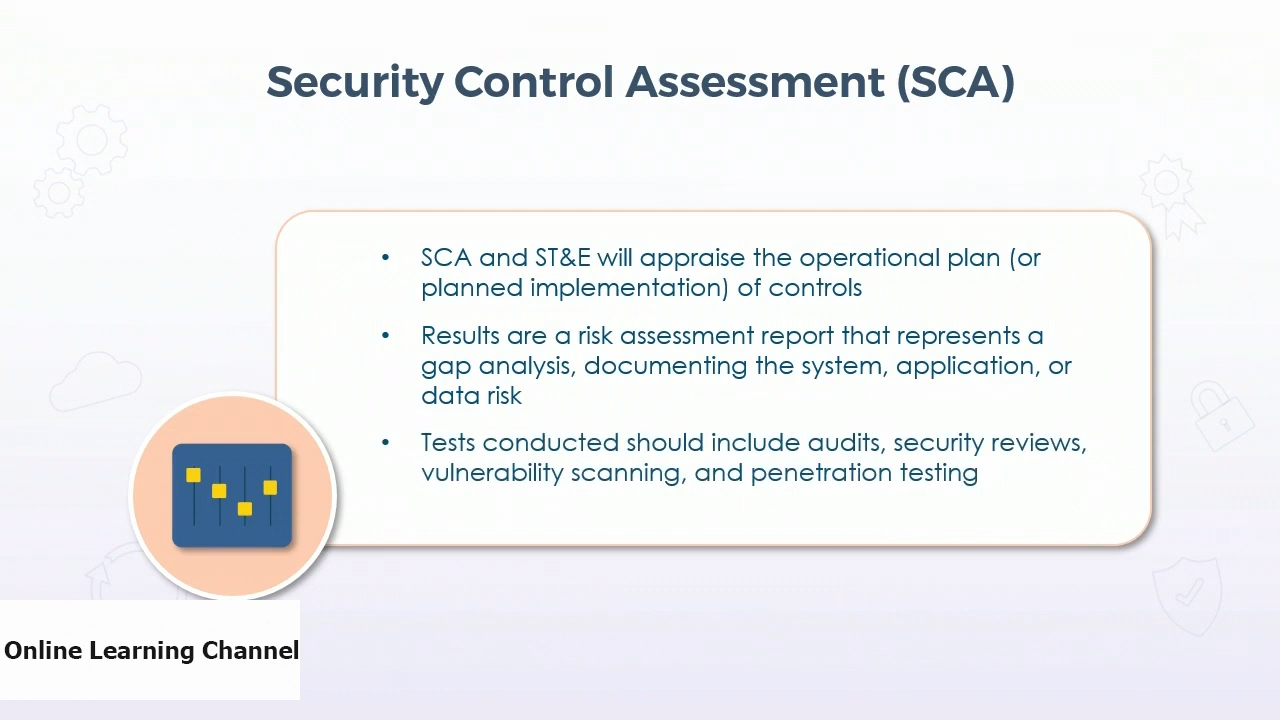 Security Control Assessment (SCA)
• SCA and ST&E will appraise the operational plan (or
planned implementation) of controls
• Results are a risk assessment report that represents a
gap analysis, documenting the system, application, or
data risk
• Tests conducted should include audits, security reviews,
vulnerability scanning, and penetration testing
Online Learning Channel